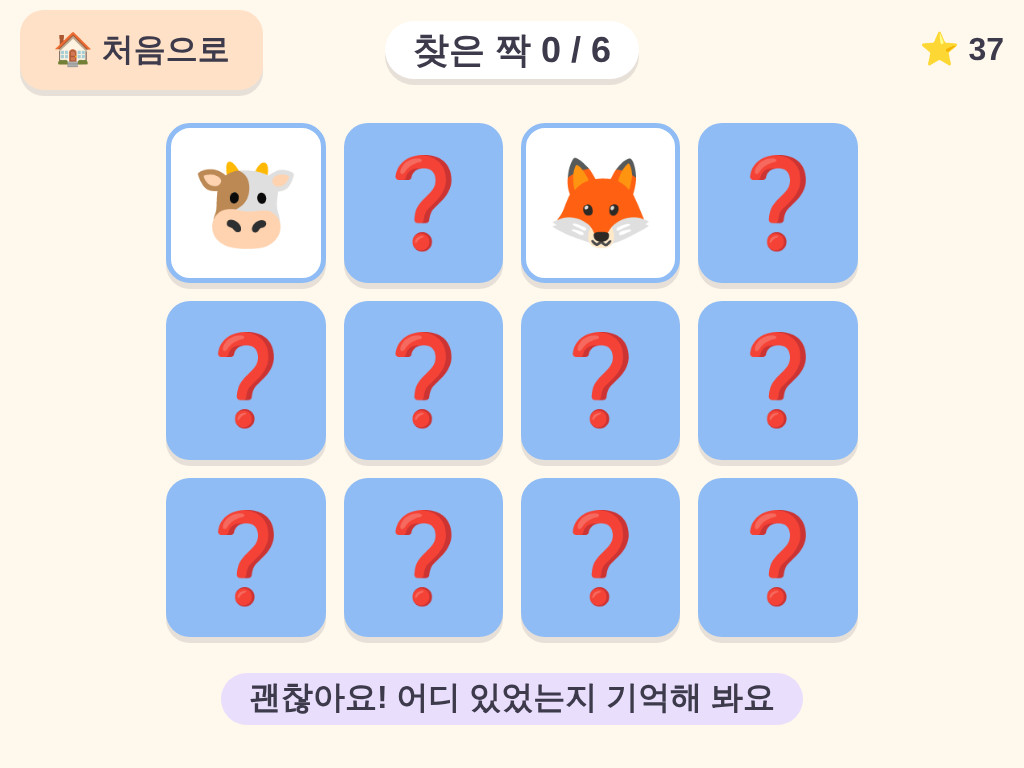 🏠 처음으로
찾은 짝 0 / 6
⭐ 37
❓ ❓
❓ ❓ ❓ ❓
❓ ❓ ❓ ❓
괜찮아요! 어디 있었는지 기억해 봐요